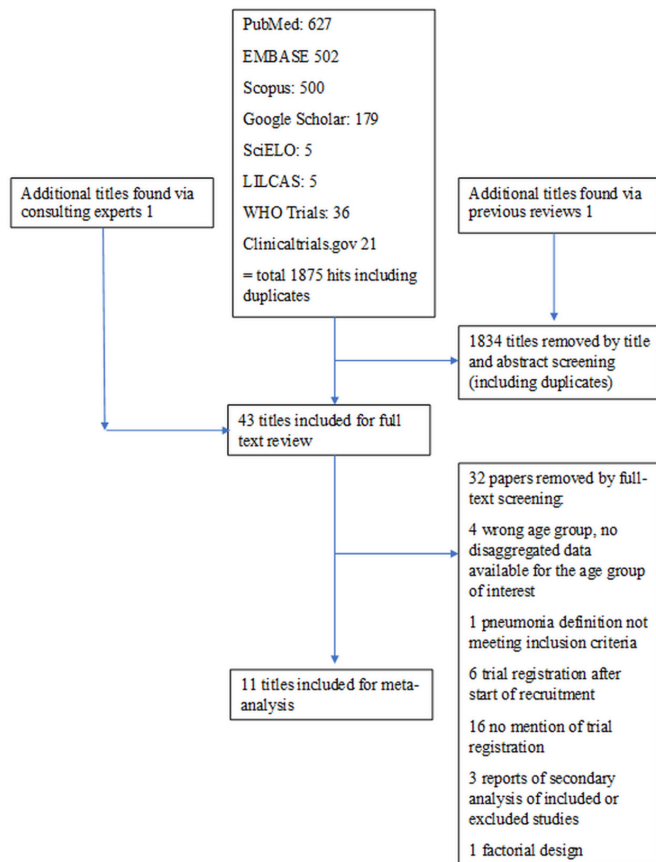 PubMed: 627
EMBASE 502
Scopus: 500
Google Scholar: 179
SciELO: 5
LILCAS: 5
WHO Trials: 36
Clinicaltrials.gov 21
= total 1875 hits including
duplicates
Additional titles found via
consulting experts 1
Additional titles found via
previous reviews 1
1834 titles removed by title
and abstract screening
(including duplicates)
43 titles included for full
text review
32 papers removed by full-
text screening:
4 wrong age group, no
disaggregated data
available for the age group
of interest
1 pneumonia definition not
meeting inclusion criteria
6 trial registration after
start of recruitment
16 no mention of trial
registration
3 reports of secondary
analysis of included or
excluded studies
1 factorial design
11 titles included for meta-
analysis